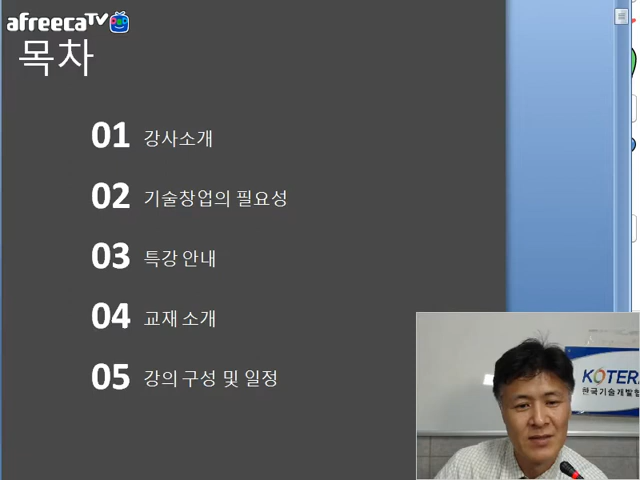 afreecaTV
목차
01 강사소개
02 기술창업의 필요성
03 특강 안내
04 교재 소개
05 강의 구성 및 일정
KOTER
한국기술개발협